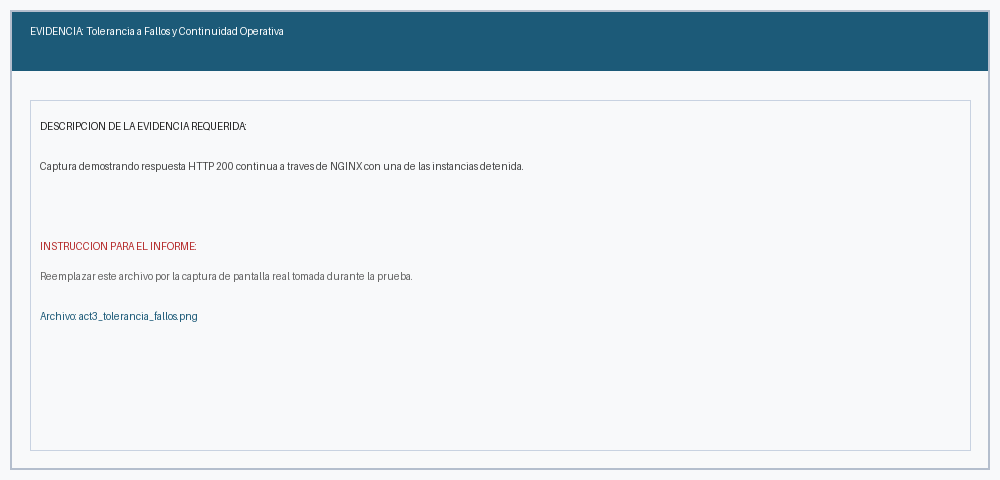 EVIDENCIA: Tolerancia a Fallos y Continuidad Operativa
DESCRIPCION DE LA EVIDENCIA REQUERIDA:
Captura demostrando respuesta HTTP 200 continua a traves de NGINX con una de las instancias detenida.
INSTRUCCION PARA EL INFORME:
Reemplazar este archivo por la captura de pantalla real tomada durante la prueba.
Archivo: act3_tolerancia_fallos.png